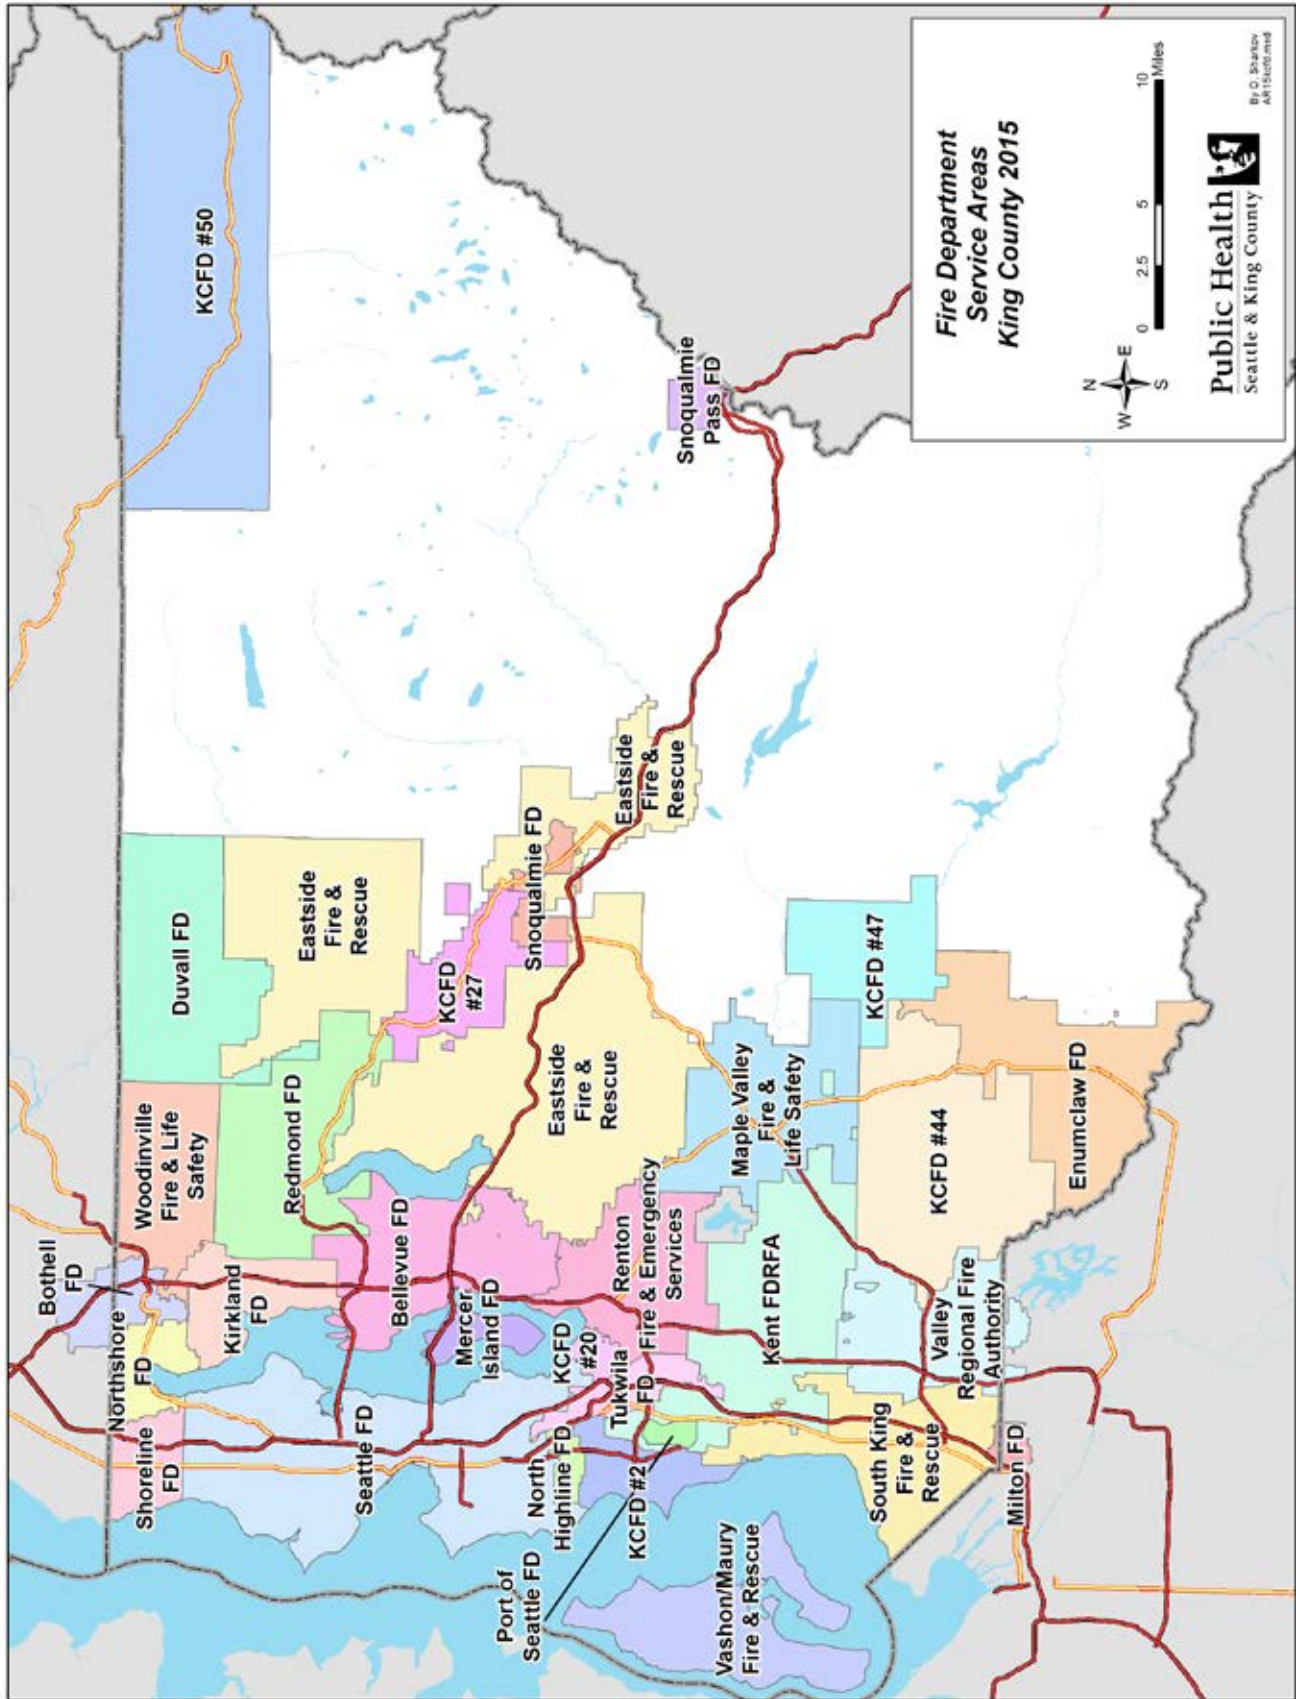 Bothell
FD
Northshore
FD
Shoreline
FD
Woodinville
Fire & Life
Safety
Duvall FD
KCFD #50
Kirkland
FD
Redmond FD
Eastside
Fire &
Rescue
Seattle FD
Bellevue FD
Mercer
Island FD
KCFD
#27
Snoqualmie FD
Eastside
Fire &
Rescue
Snoqualmie
Pass FD
Eastside
Fire &
Rescue
Port of
Seattle FD
North
Highline FD
KCFD
#20
Tukwila
FD
KCFD #2
Renton
Fire & Emergency
Services
Maple Valley
Fire &
Life Safety
Vashon/Maury
Fire & Rescue
Kent FDRFA
KCFD #47
South King
Fire &
Rescue
Valley
Regional Fire
Authority
KCFD #44
Milton FD
Enumclaw FD
Fire Department
Service Areas
King County 2015
N
W E
S
0 2.5 5 10
Miles
Public Health
Seattle & King County
By D. Sharkov
AR15kcfd.mxd